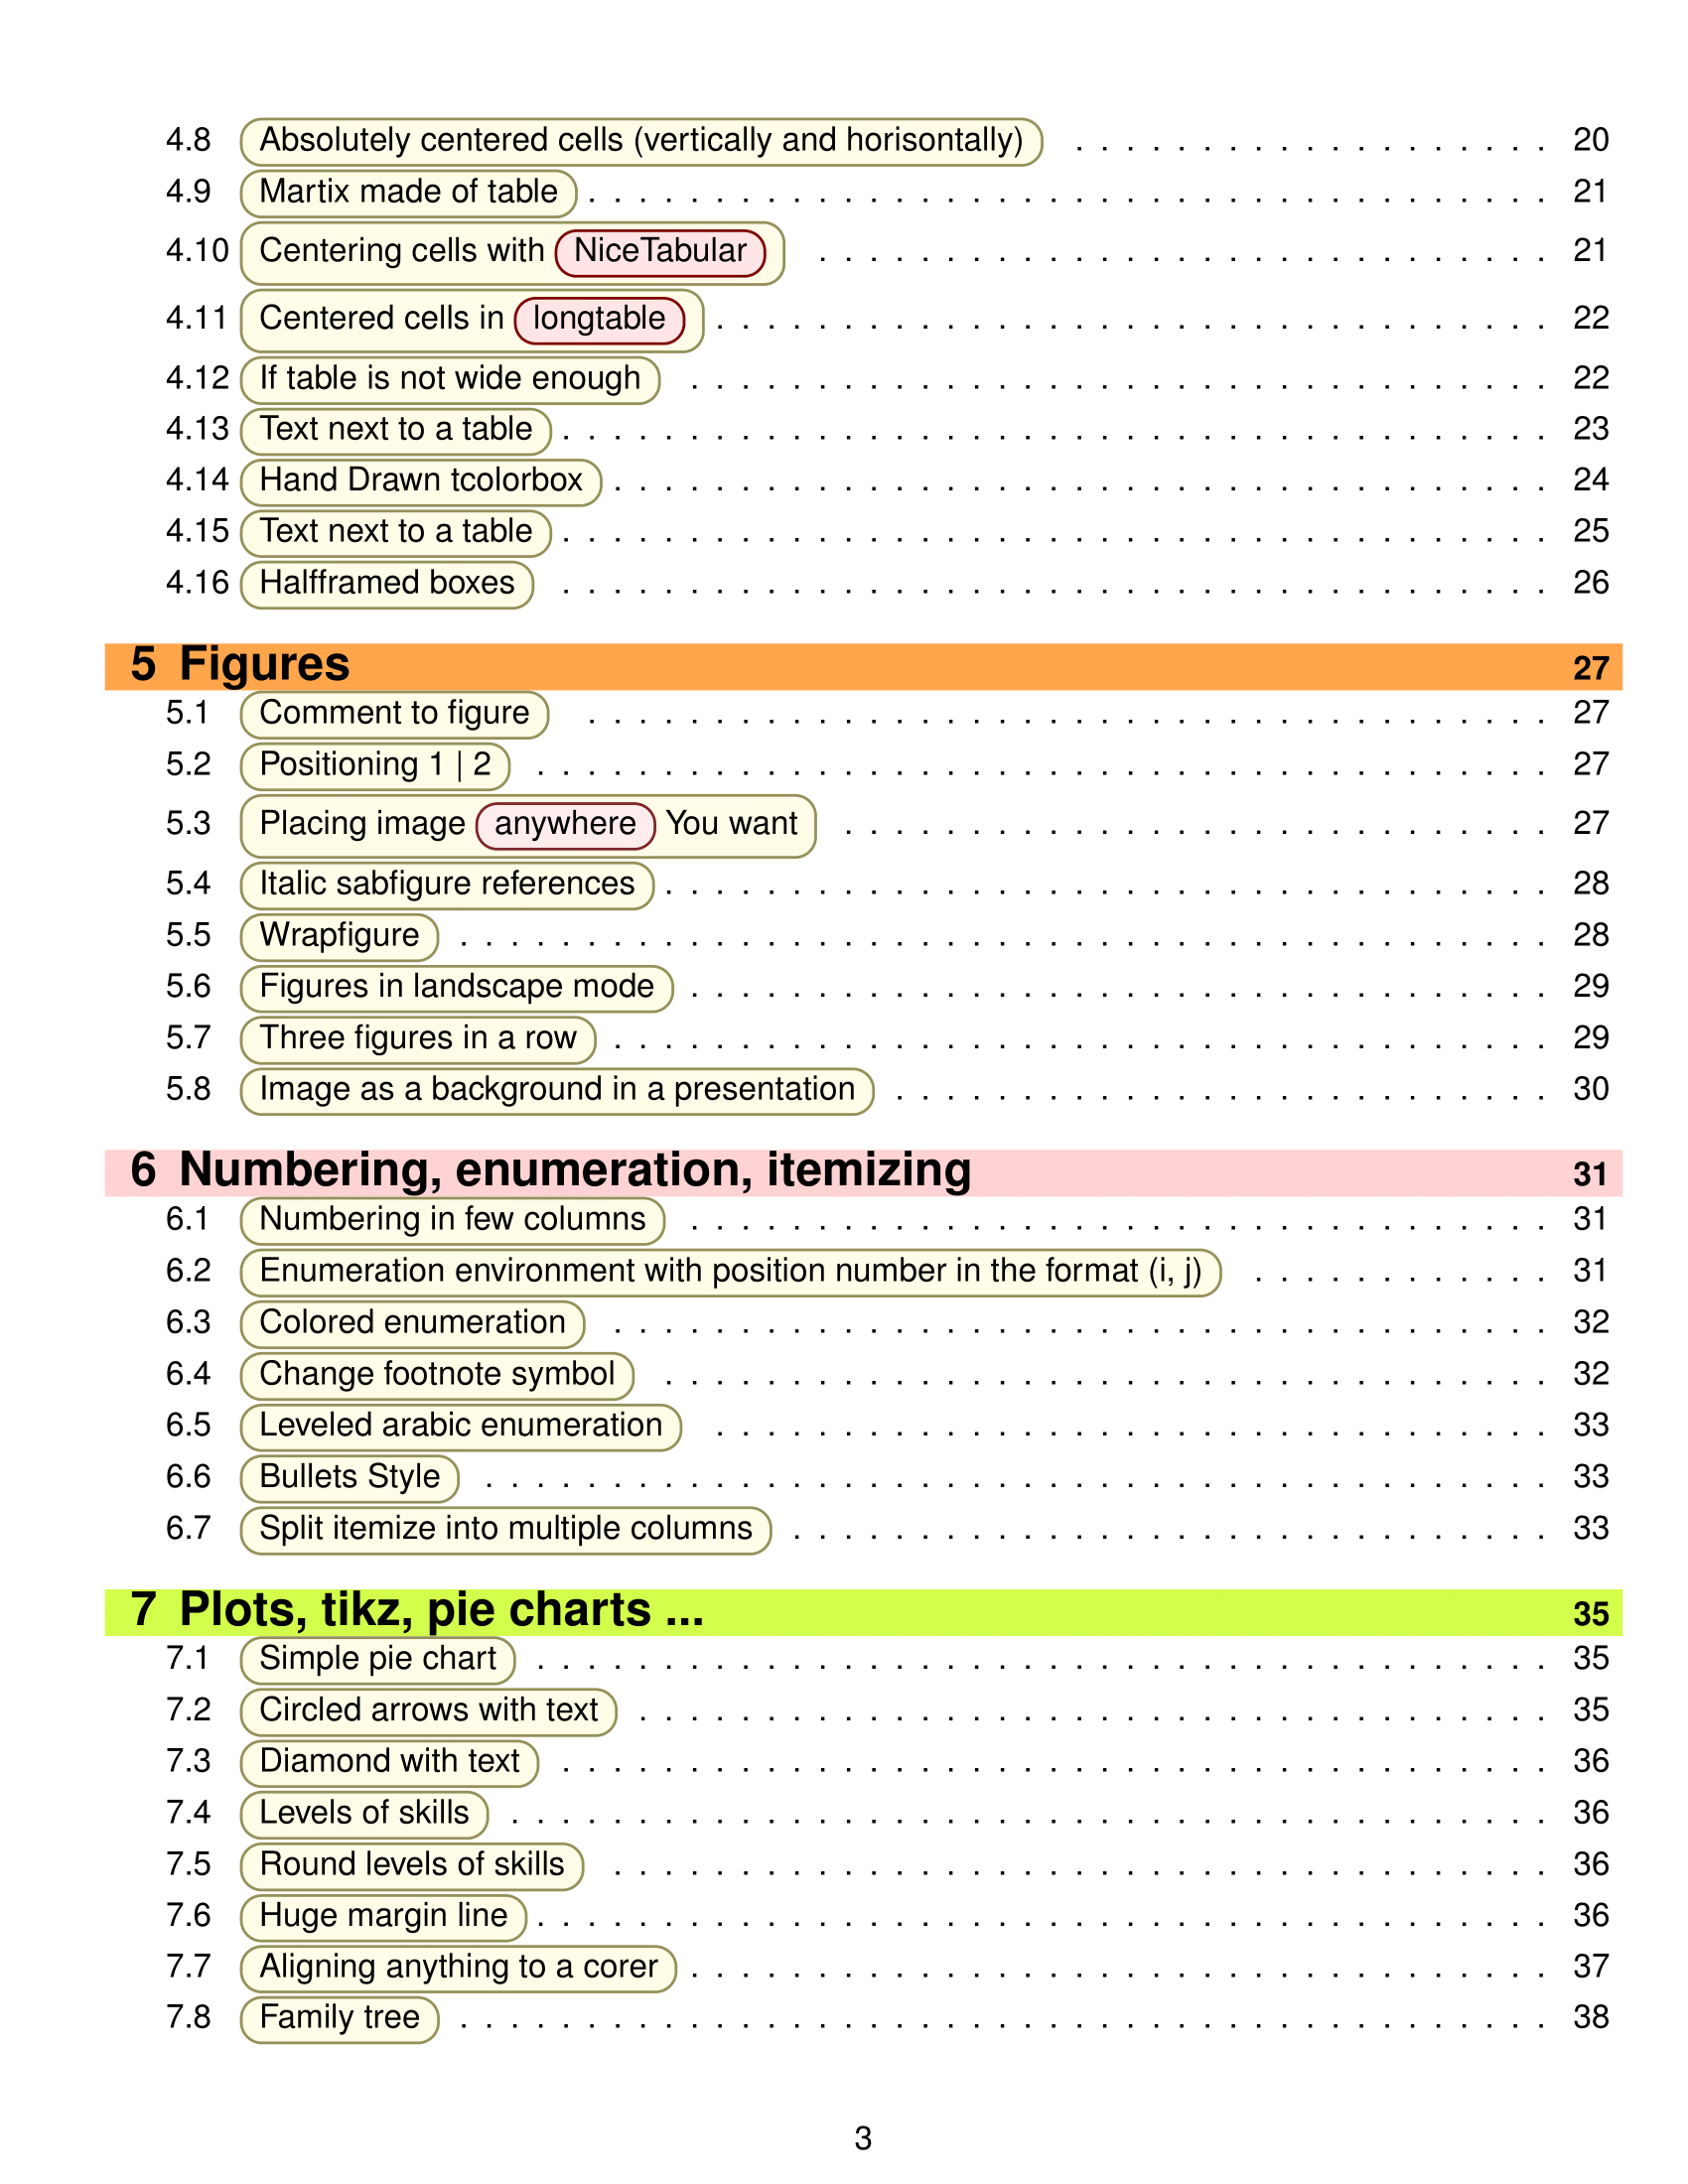 4.8 Absolutely centered cells (vertically and horisontally) . . . . . . . . . . . . . . . . . . . 20
4.9 Martix made of table . . . . . . . . . . . . . . . . . . . . . . . . . . . . . . . . . . . . . . 21
4.10 Centering cells with NiceTabular . . . . . . . . . . . . . . . . . . . . . . . . . . . . . 21
4.11 Centered cells in longtable . . . . . . . . . . . . . . . . . . . . . . . . . . . . . . . . . 22
4.12 If table is not wide enough . . . . . . . . . . . . . . . . . . . . . . . . . . . . . . . . . . 22
4.13 Text next to a table . . . . . . . . . . . . . . . . . . . . . . . . . . . . . . . . . . . . . . . 23
4.14 Hand Drawn tcolorbox . . . . . . . . . . . . . . . . . . . . . . . . . . . . . . . . . . . . . 24
4.15 Text next to a table . . . . . . . . . . . . . . . . . . . . . . . . . . . . . . . . . . . . . . . 25
4.16 Halfframed boxes . . . . . . . . . . . . . . . . . . . . . . . . . . . . . . . . . . . . . . . 26
5 Figures 27
5.1 Comment to figure . . . . . . . . . . . . . . . . . . . . . . . . . . . . . . . . . . . . . . 27
5.2 Positioning 1 | 2 . . . . . . . . . . . . . . . . . . . . . . . . . . . . . . . . . . . . . . . . 27
5.3 Placing image anywhere You want . . . . . . . . . . . . . . . . . . . . . . . . . . . . 27
5.4 Italic sabfigure references . . . . . . . . . . . . . . . . . . . . . . . . . . . . . . . . . . . 28
5.5 Wrapfigure . . . . . . . . . . . . . . . . . . . . . . . . . . . . . . . . . . . . . . . . . . . 28
5.6 Figures in landscape mode . . . . . . . . . . . . . . . . . . . . . . . . . . . . . . . . . . 29
5.7 Three figures in a row . . . . . . . . . . . . . . . . . . . . . . . . . . . . . . . . . . . . . 29
5.8 Image as a background in a presentation . . . . . . . . . . . . . . . . . . . . . . . . . . 30
6 Numbering, enumeration, itemizing 31
6.1 Numbering in few columns . . . . . . . . . . . . . . . . . . . . . . . . . . . . . . . . . . 31
6.2 Enumeration environment with position number in the format (i, j) . . . . . . . . . . . . 31
6.3 Colored enumeration . . . . . . . . . . . . . . . . . . . . . . . . . . . . . . . . . . . . . 32
6.4 Change footnote symbol . . . . . . . . . . . . . . . . . . . . . . . . . . . . . . . . . . . 32
6.5 Leveled arabic enumeration . . . . . . . . . . . . . . . . . . . . . . . . . . . . . . . . . 33
6.6 Bullets Style . . . . . . . . . . . . . . . . . . . . . . . . . . . . . . . . . . . . . . . . . . 33
6.7 Split itemize into multiple columns . . . . . . . . . . . . . . . . . . . . . . . . . . . . . . 33
7 Plots, tikz, pie charts ... 35
7.1 Simple pie chart . . . . . . . . . . . . . . . . . . . . . . . . . . . . . . . . . . . . . . . . 35
7.2 Circled arrows with text . . . . . . . . . . . . . . . . . . . . . . . . . . . . . . . . . . . . 35
7.3 Diamond with text . . . . . . . . . . . . . . . . . . . . . . . . . . . . . . . . . . . . . . . 36
7.4 Levels of skills . . . . . . . . . . . . . . . . . . . . . . . . . . . . . . . . . . . . . . . . . 36
7.5 Round levels of skills . . . . . . . . . . . . . . . . . . . . . . . . . . . . . . . . . . . . . 36
7.6 Huge margin line . . . . . . . . . . . . . . . . . . . . . . . . . . . . . . . . . . . . . . . . 36
7.7 Aligning anything to a corer . . . . . . . . . . . . . . . . . . . . . . . . . . . . . . . . . . 37
7.8 Family tree . . . . . . . . . . . . . . . . . . . . . . . . . . . . . . . . . . . . . . . . . . . 38
3